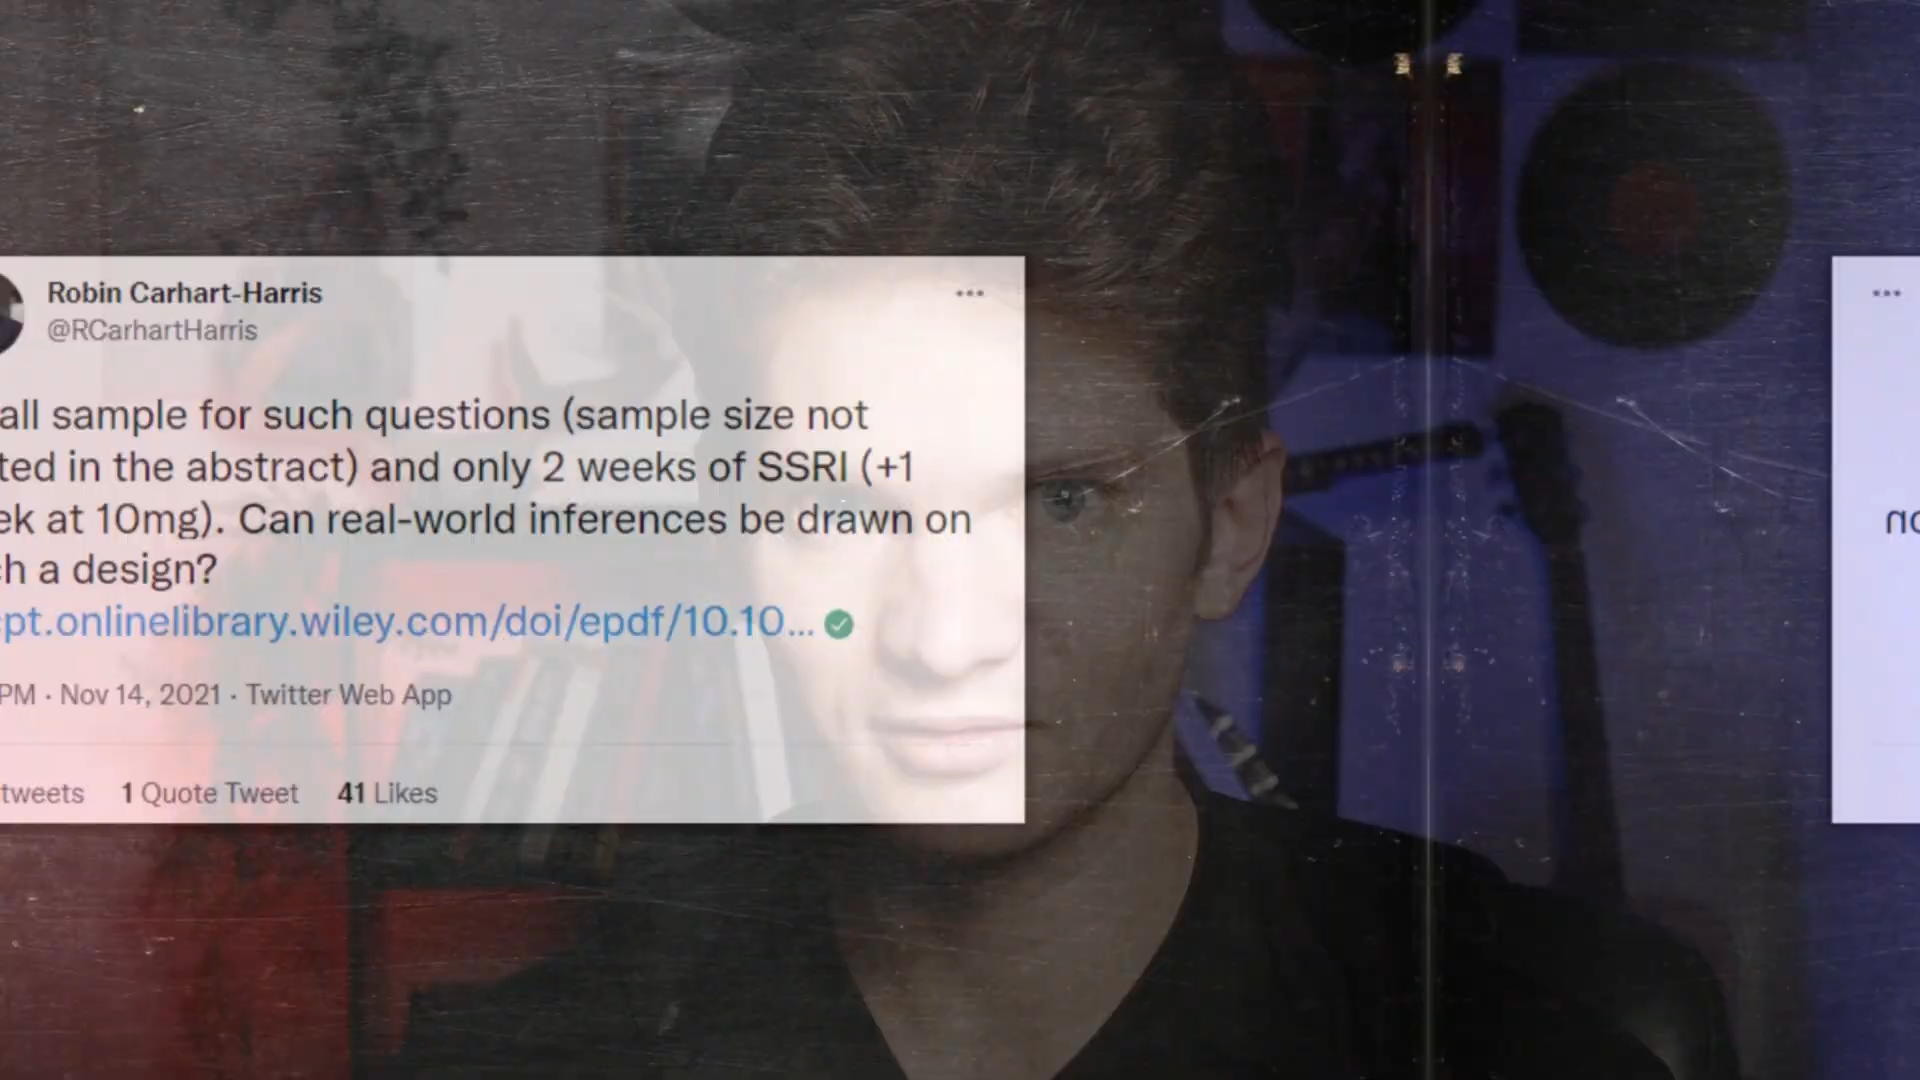 Robin Carhart-Harris
@RCarhartHarris
all sample for such questions (sample size not
ted in the abstract) and only 2 weeks of SSRI (+1
ek at 10mg). Can real-world inferences be drawn on
h a design?
cpt.onlinelibrary.wiley.com/doi/epdf/10.10...
PM · Nov 14, 2021 · Twitter Web App
tweets 1 Quote Tweet 41 Likes